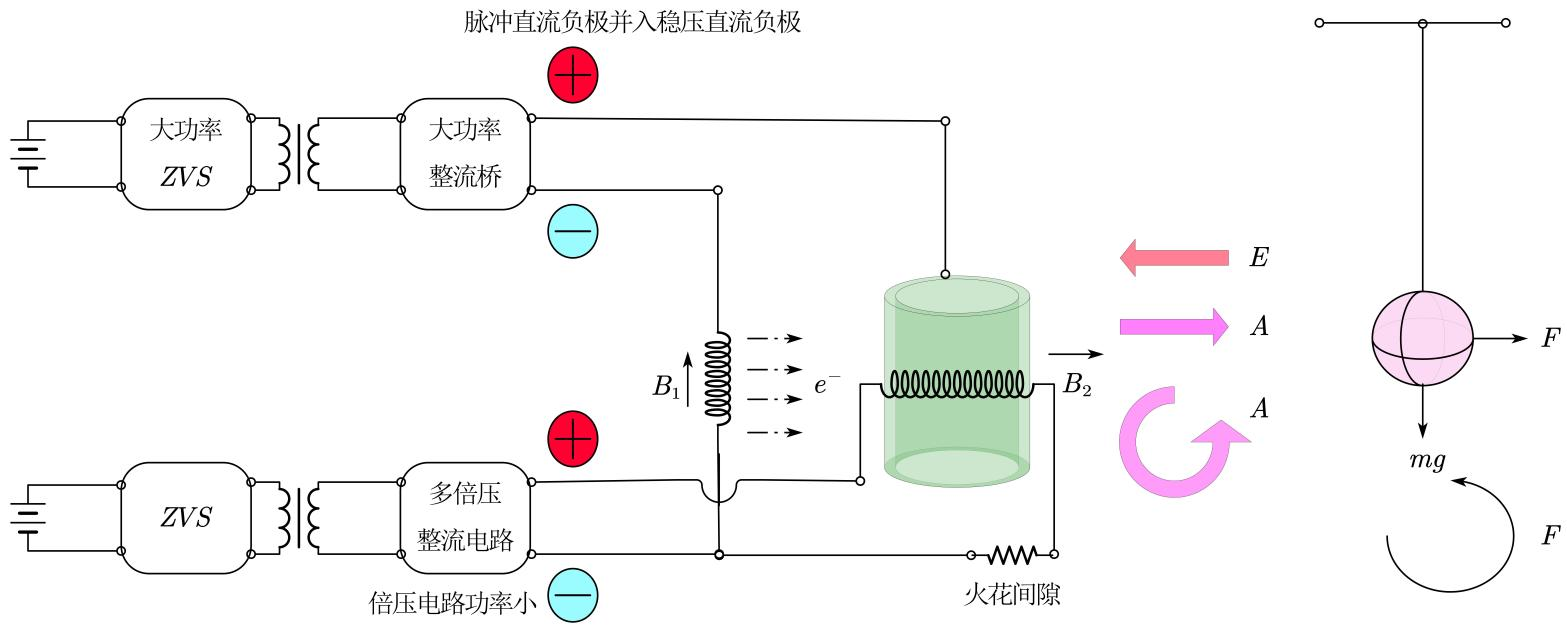 脉冲直流负极并入稳压直流负极
大功率
ZVS
大功率
整流桥
E
A
B₁
e⁻
B₂
F
A
mg
ZVS
多倍压
整流电路
F
倍压电路功率小
火花间隙